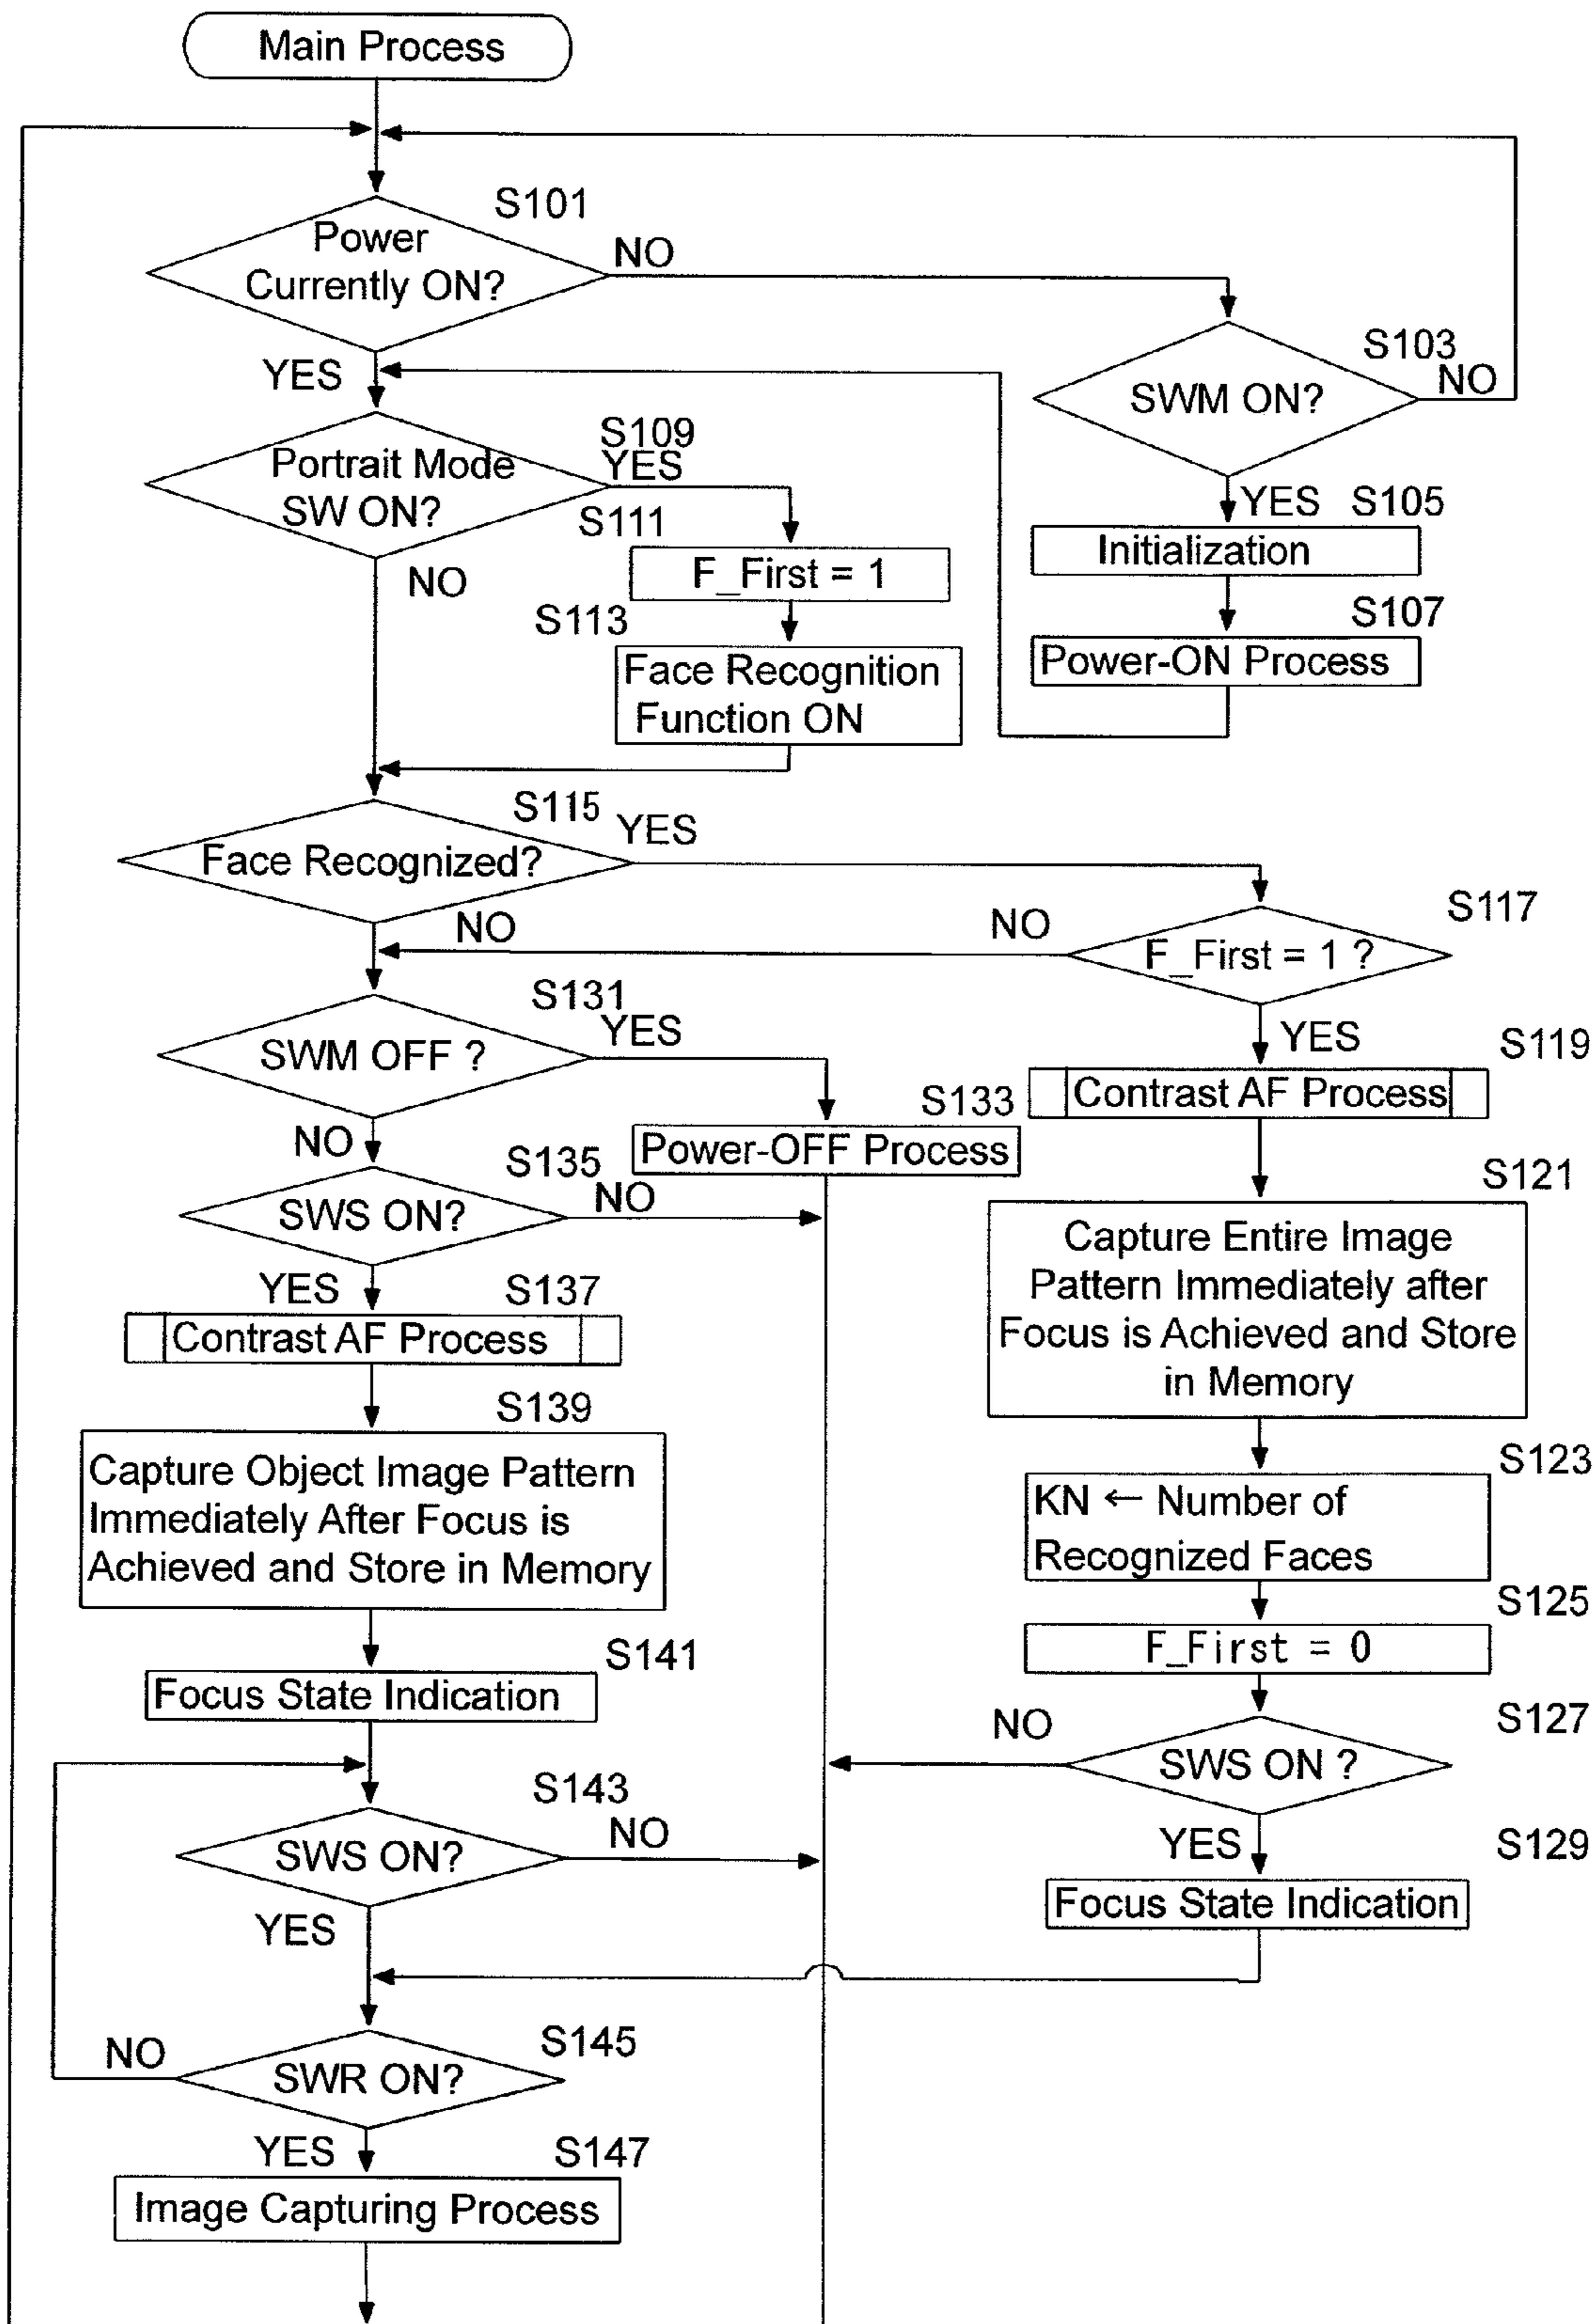 Main Process
S101
Power
Currently ON?
NO
YES
S103
SWM ON?
NO
YES
S105
Initialization
S107
Power-ON Process
S109
Portrait Mode
SW ON?
YES
NO
S111
F_First = 1
S113
Face Recognition
Function ON
S115
Face Recognized?
YES
NO
S117
F_First = 1 ?
NO
YES
S119
Contrast AF Process
S121
Capture Entire Image
Pattern Immediately after
Focus is Achieved and Store
in Memory
S123
KN ← Number of
Recognized Faces
S125
F_First = 0
S127
SWS ON ?
NO
YES
S129
Focus State Indication
S131
SWM OFF ?
YES
NO
S133
Power-OFF Process
S135
SWS ON?
NO
YES
S137
Contrast AF Process
S139
Capture Object Image Pattern
Immediately After Focus is
Achieved and Store in Memory
S141
Focus State Indication
S143
SWS ON?
NO
YES
S145
SWR ON?
NO
YES
S147
Image Capturing Process